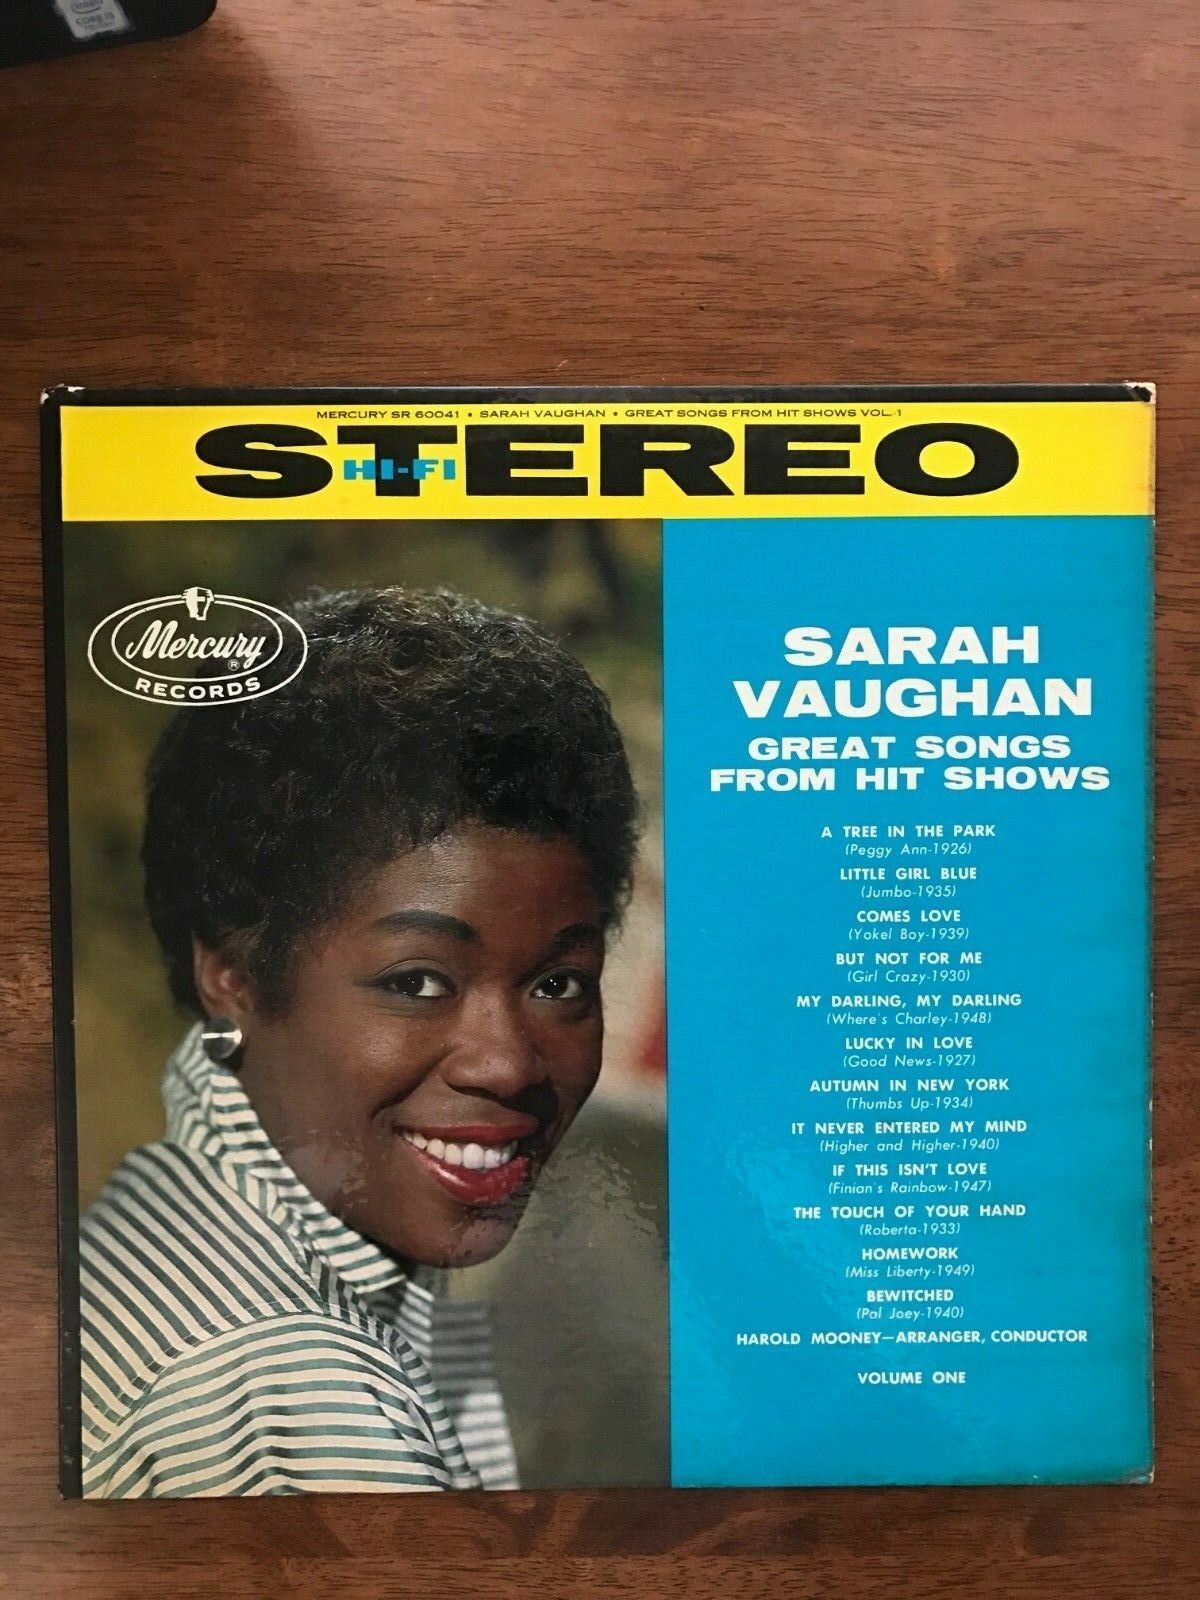 intel
CORE i3
MERCURY SR 60041 • SARAH VAUGHAN • GREAT SONGS FROM HIT SHOWS VOL. 1
STEREO
HI-FI
Mercury ®
RECORDS
SARAH
VAUGHAN
GREAT SONGS
FROM HIT SHOWS
A TREE IN THE PARK
(Peggy Ann-1926)
LITTLE GIRL BLUE
(Jumbo-1935)
COMES LOVE
(Yokel Boy-1939)
BUT NOT FOR ME
(Girl Crazy-1930)
MY DARLING, MY DARLING
(Where's Charley-1948)
LUCKY IN LOVE
(Good News-1927)
AUTUMN IN NEW YORK
(Thumbs Up-1934)
IT NEVER ENTERED MY MIND
(Higher and Higher-1940)
IF THIS ISN'T LOVE
(Finian's Rainbow-1947)
THE TOUCH OF YOUR HAND
(Roberta-1933)
HOMEWORK
(Miss Liberty-1949)
BEWITCHED
(Pal Joey-1940)
HAROLD MOONEY—ARRANGER, CONDUCTOR
VOLUME ONE